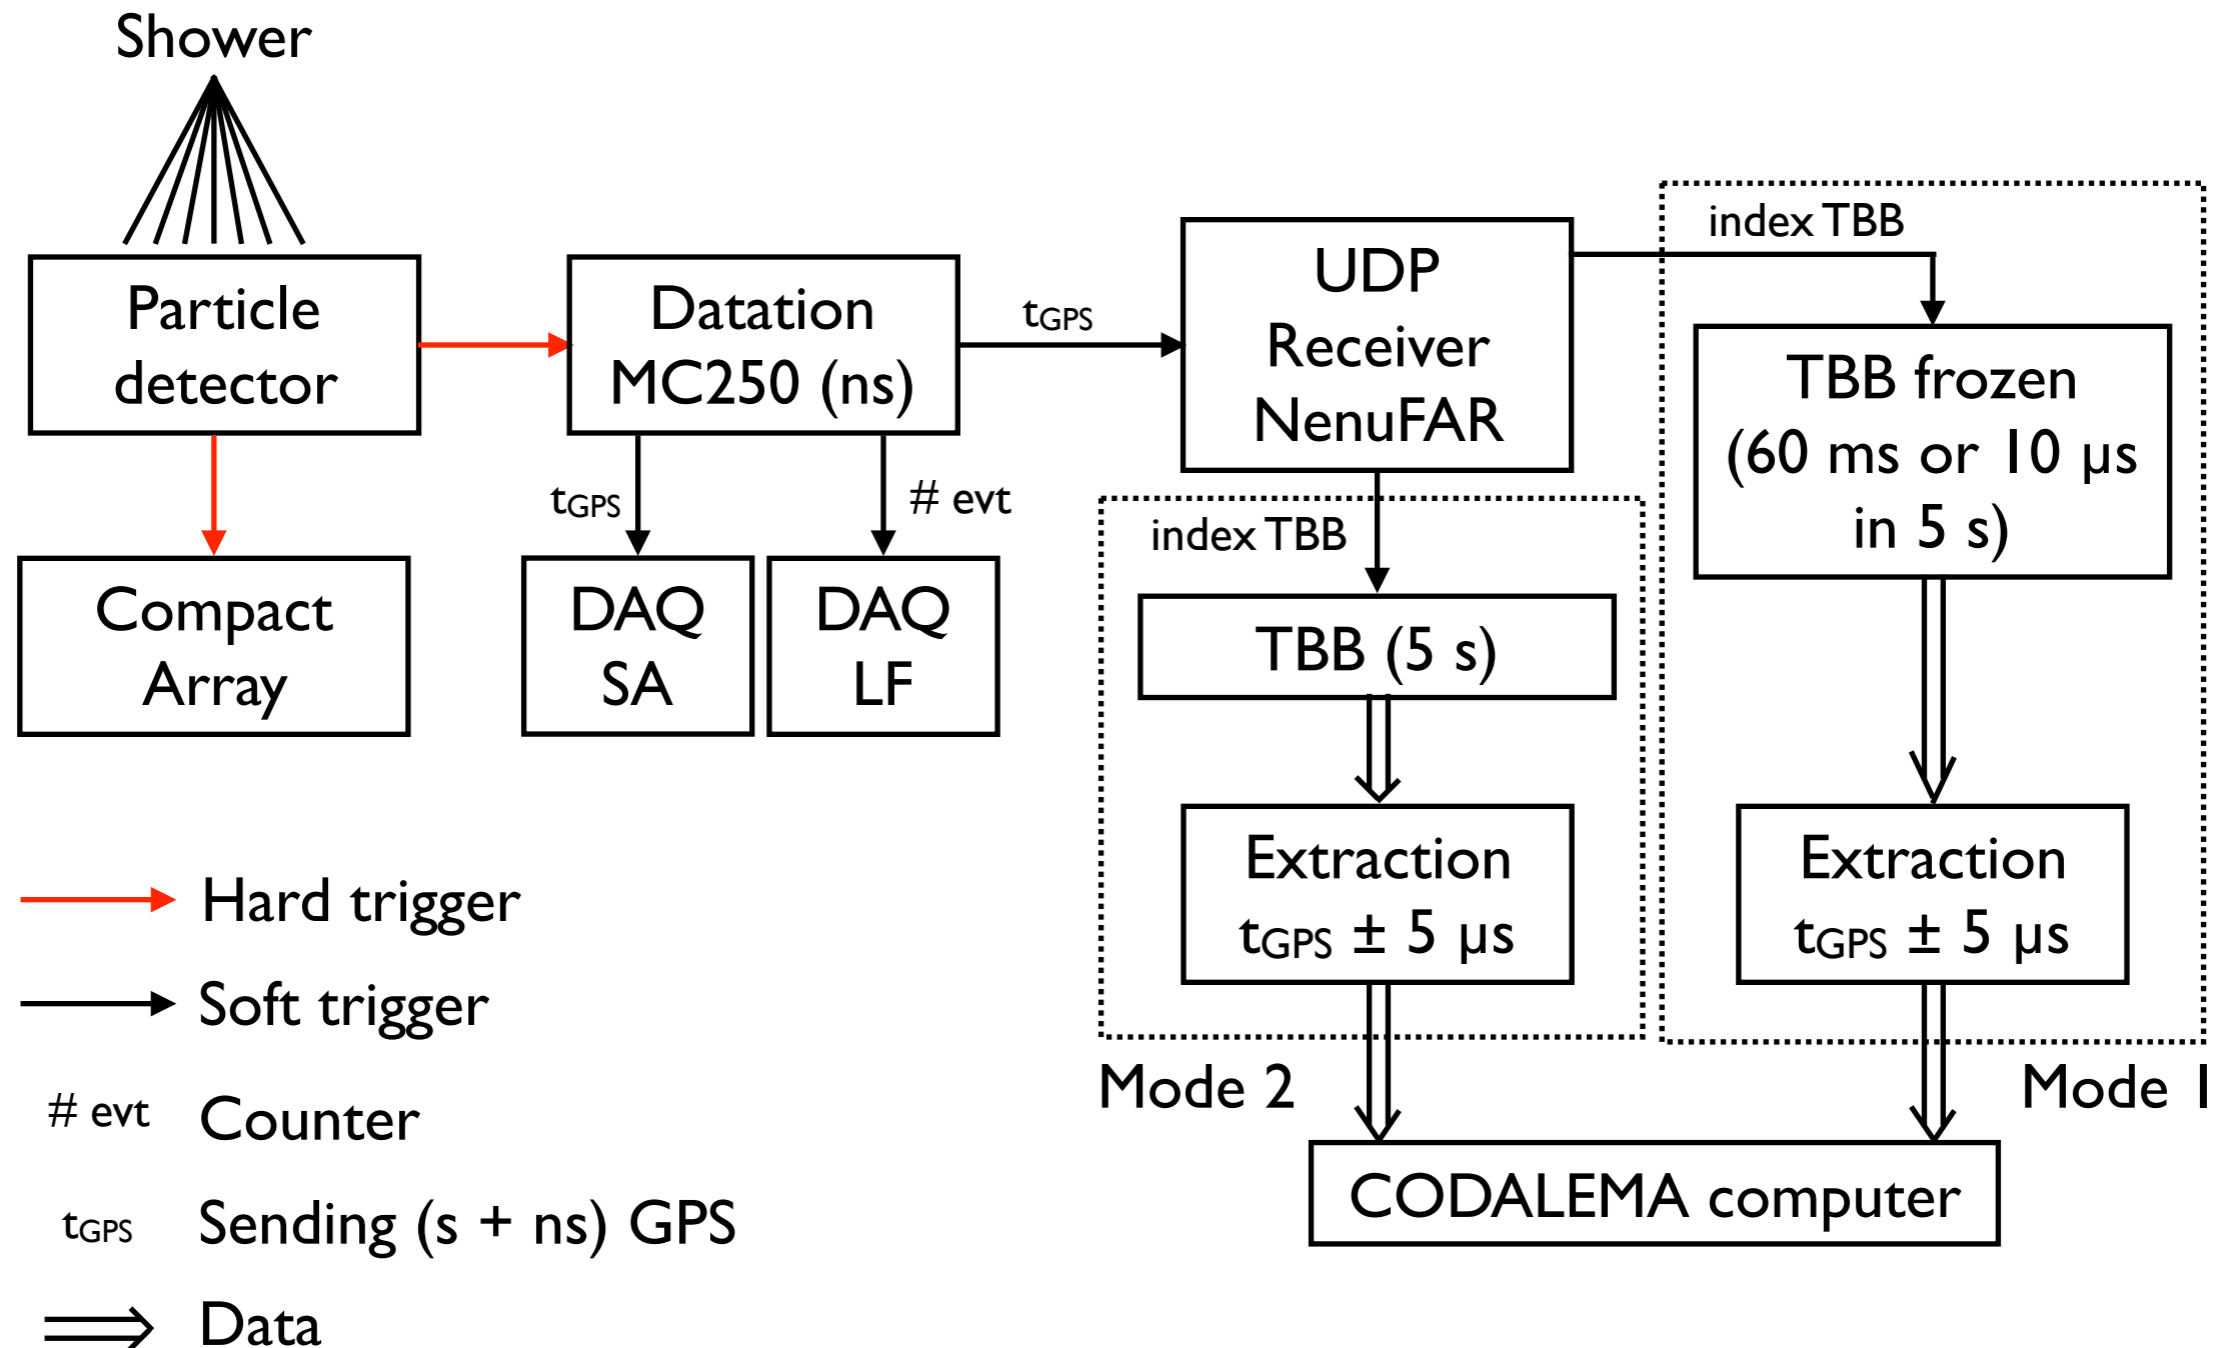 Shower
Particle
detector
Datation
MC250 (ns)
tGPS
UDP
Receiver
NenuFAR
index TBB
TBB frozen
(60 ms or 10 µs
in 5 s)
Compact
Array
tGPS
# evt
DAQ
SA
DAQ
LF
index TBB
TBB (5 s)
Extraction
tGPS ± 5 µs
Extraction
tGPS ± 5 µs
Mode 2
Mode 1
CODALEMA computer
Hard trigger
Soft trigger
# evt Counter
tGPS Sending (s + ns) GPS
Data